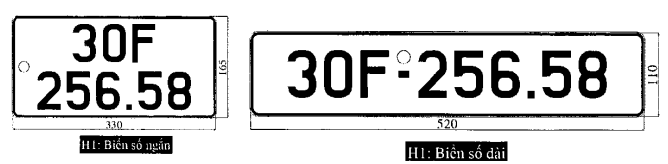 30F
256.58
165
330
H1: Biển số ngắn
30F-256.58
110
520
H1: Biển số dài